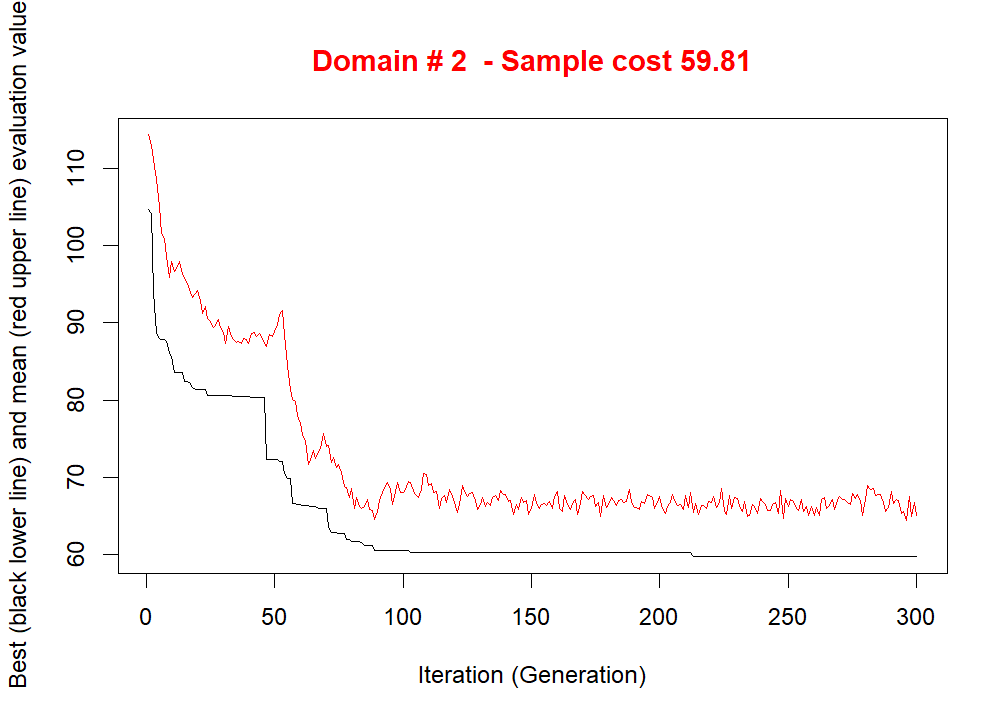 Domain # 2  - Sample cost 59.81
Best (black lower line) and mean (red upper line) evaluation value
110
100
90
80
70
60
0 50 100 150 200 250 300
Iteration (Generation)